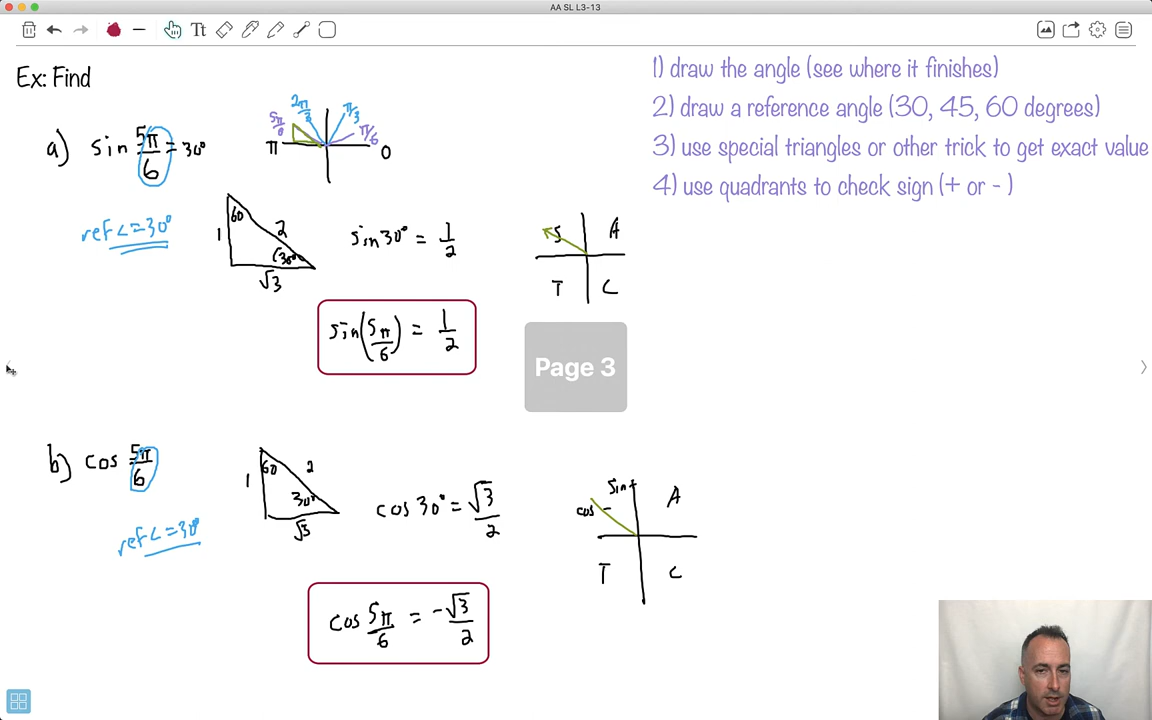 AA SL L3-13
Tt
Ex: Find
1) draw the angle (see where it finishes)
2) draw a reference angle (30, 45, 60 degrees)
3) use special triangles or other trick to get exact value
4) use quadrants to check sign (+ or - )
a) sin 5π/6 = 30°
5π/6 2π/3 π/3 π/6
π 0
ref∠=30°
60 1 2 30° √3
sin30° = 1/2
S A
T C
sin(5π/6) = 1/2
Page 3
b) cos 5π/6
ref∠=30°
60 1 2 30° √3
cos30° = √3/2
sin+ A
cos -
T C
cos 5π/6 = -√3/2